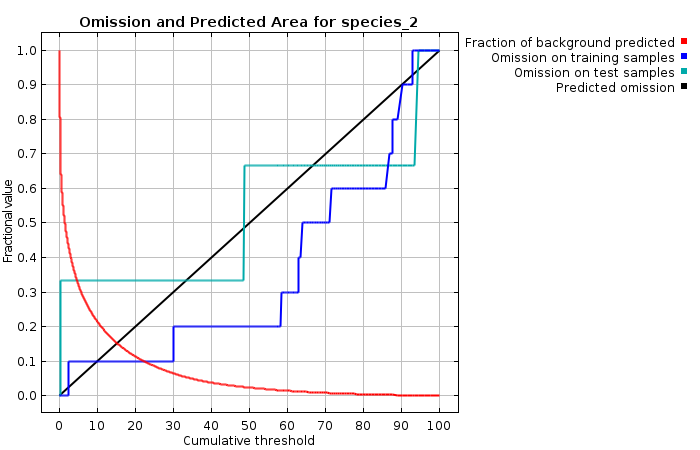 Omission and Predicted Area for species_2
Fraction of background predicted
Omission on training samples
Omission on test samples
Predicted omission
Fractional value
1.0
0.9
0.8
0.7
0.6
0.5
0.4
0.3
0.2
0.1
0.0
0 10 20 30 40 50 60 70 80 90 100
Cumulative threshold